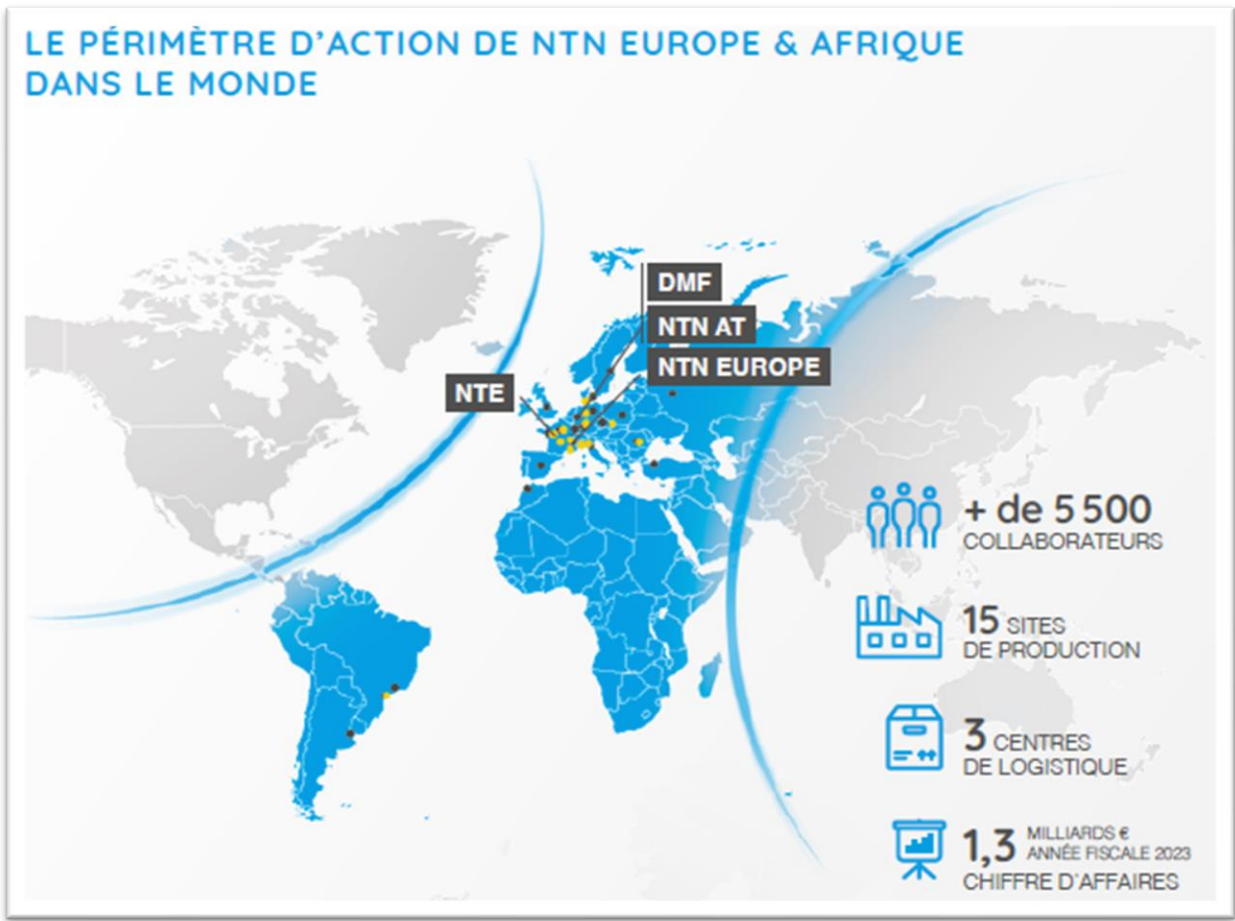 LE PÉRIMÈTRE D'ACTION DE NTN EUROPE & AFRIQUE
DANS LE MONDE
DMF
NTN AT
NTN EUROPE
NTE
+ de 5 500
COLLABORATEURS
15 SITES
DE PRODUCTION
3 CENTRES
DE LOGISTIQUE
1,3 MILLIARDS €
ANNÉE FISCALE 2023
CHIFFRE D'AFFAIRES